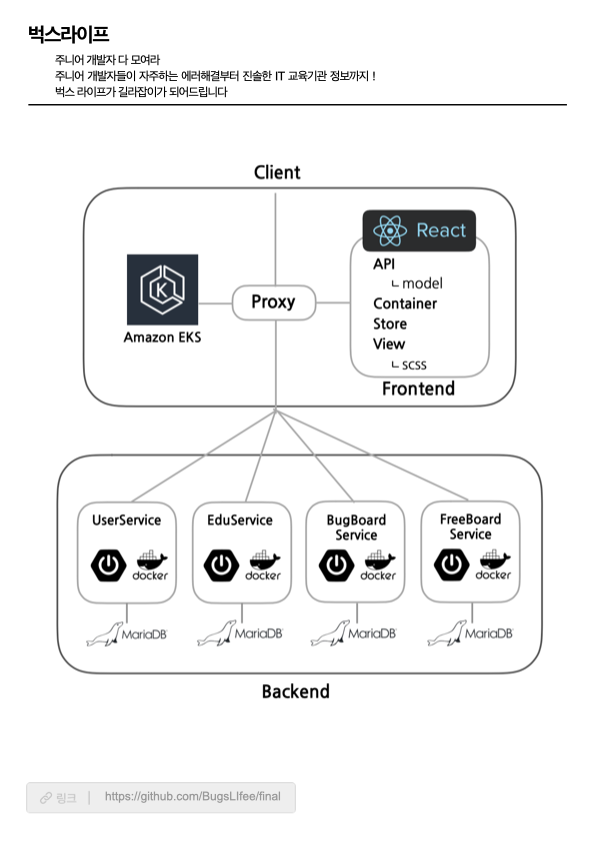 벅스라이프
주니어 개발자 다 모여라
주니어 개발자들이 자주하는 에러해결부터 진솔한 IT 교육기관 정보까지 !
벅스 라이프가 길라잡이가 되어드립니다
Client
React
API
ㄴ model
Container
Store
View
ㄴ scss
Frontend
K
Amazon EKS
Proxy
UserService
docker
MariaDB
EduService
docker
MariaDB
BugBoard
Service
docker
MariaDB
FreeBoard
Service
docker
MariaDB
Backend
링크 | https://github.com/BugsLIfee/final